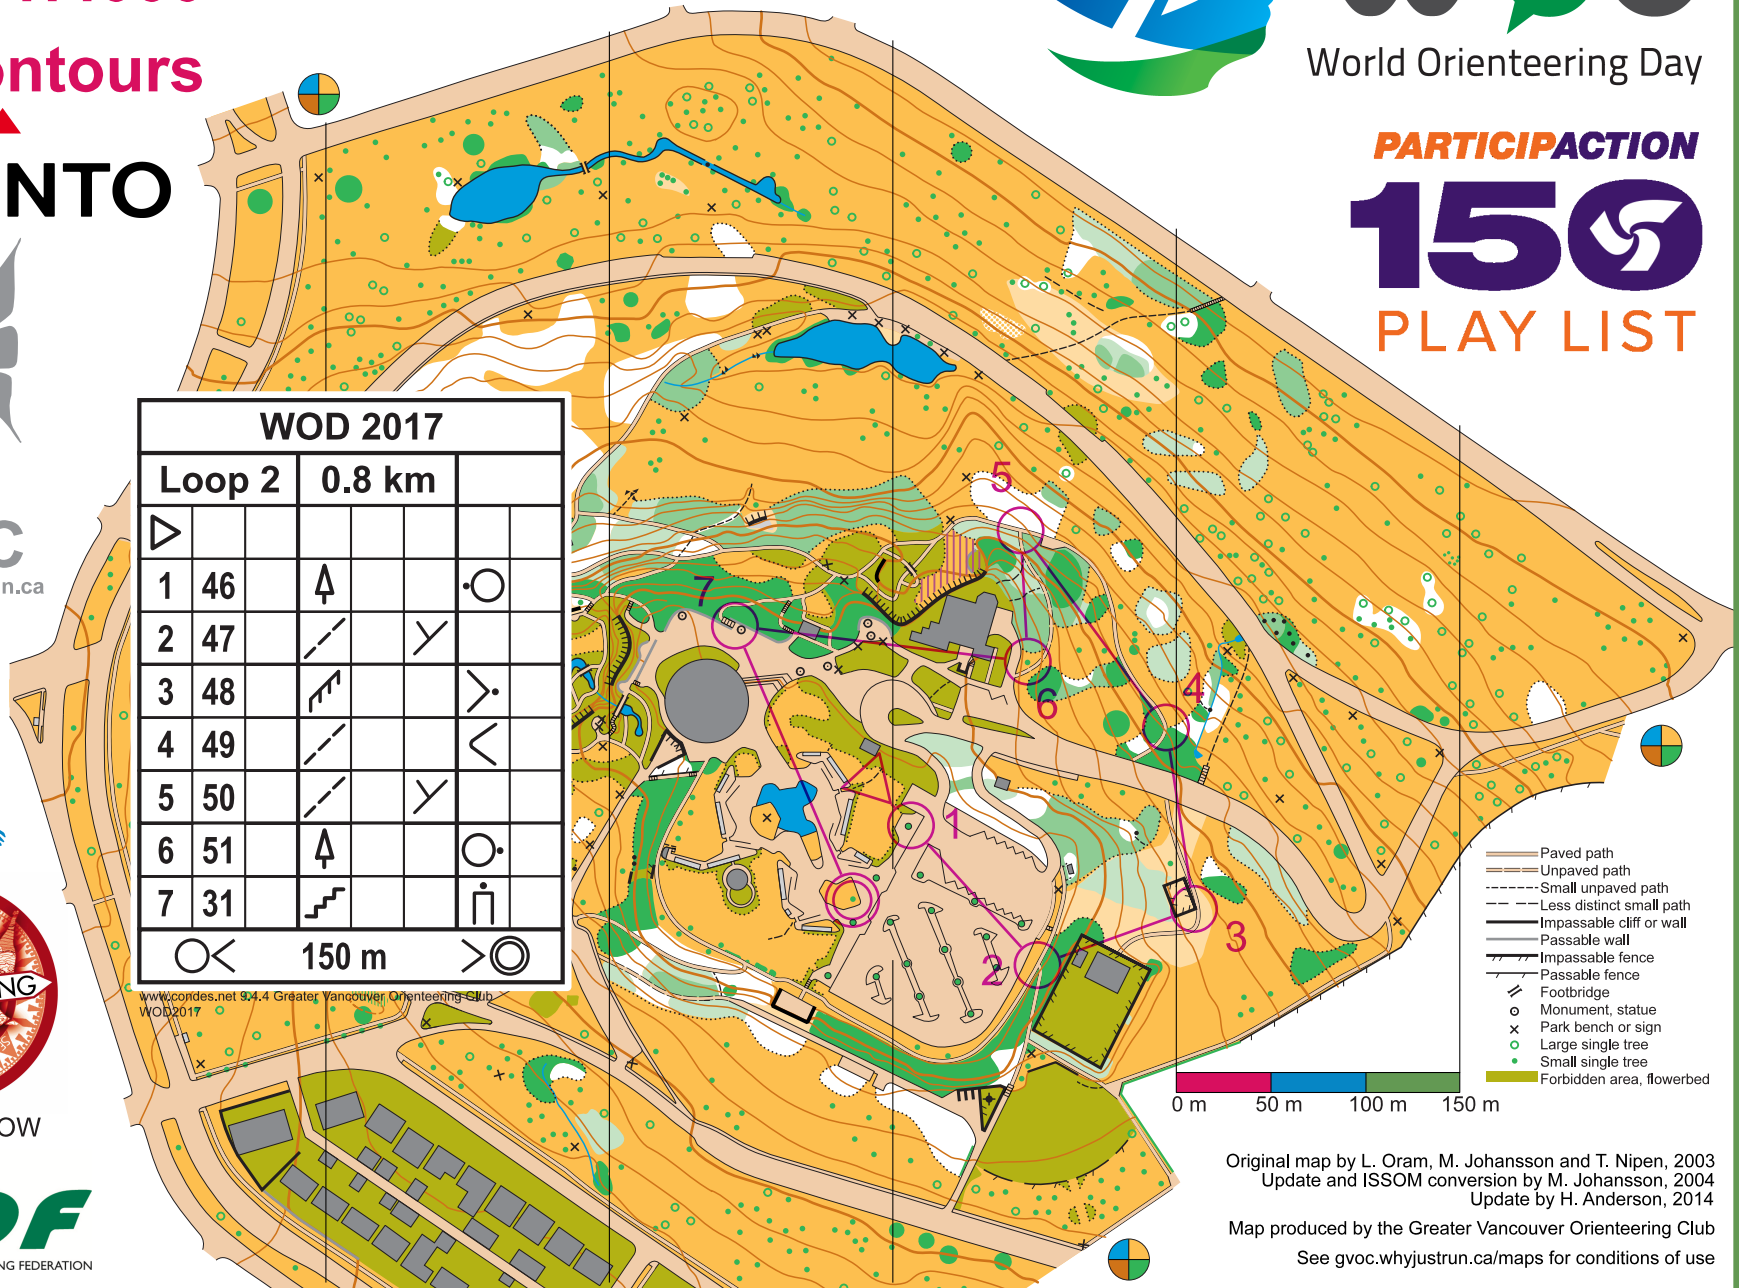 ontours
NTO
World Orienteering Day
PARTICIPACTION
150
PLAY LIST
WOD 2017
Loop 2 0.8 km
1 46
2 47
3 48
4 49
5 50
6 51
7 31
150 m
www.condes.net 9.4.4 Greater Vancouver Orienteering Club
WOD2017
C
n.ca
NG
OW
OF
NG FEDERATION
5
7
4
6
1
3
2
Paved path
Unpaved path
Small unpaved path
Less distinct small path
Impassable cliff or wall
Passable wall
Impassable fence
Passable fence
Footbridge
Monument, statue
Park bench or sign
Large single tree
Small single tree
Forbidden area, flowerbed
0 m 50 m 100 m 150 m
Original map by L. Oram, M. Johansson and T. Nipen, 2003
Update and ISSOM conversion by M. Johansson, 2004
Update by H. Anderson, 2014
Map produced by the Greater Vancouver Orienteering Club
See gvoc.whyjustrun.ca/maps for conditions of use